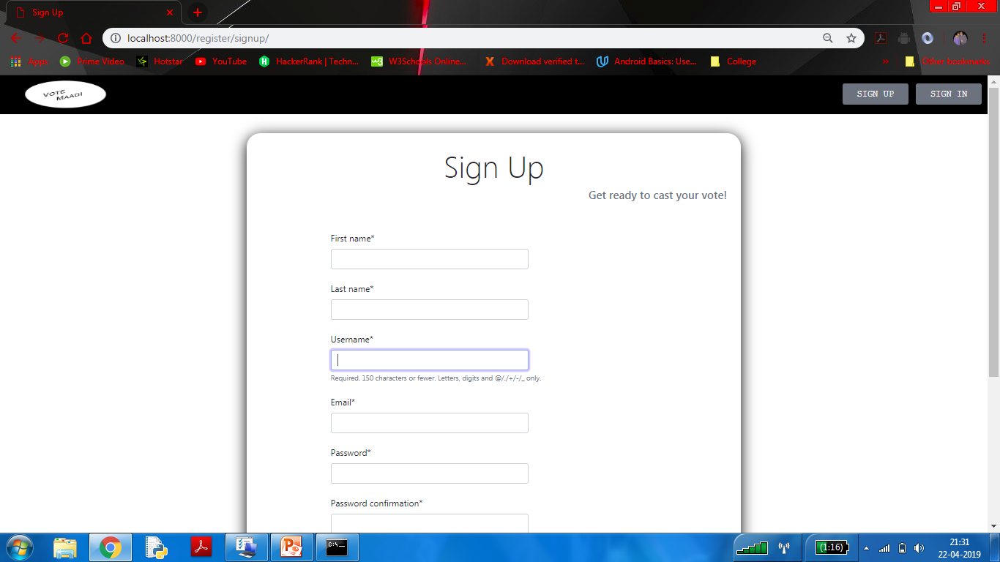 Sign Up
localhost:8000/register/signup/
Apps Prime Video Hotstar YouTube HackerRank | Techn... W3Schools Online... Download verified t... Android Basics: Use... College » Other bookmarks
VOTE
MAADI
SIGN UP SIGN IN
Sign Up
Get ready to cast your vote!
First name*
Last name*
Username*
Required. 150 characters or fewer. Letters, digits and @/./+/-/_ only.
Email*
Password*
Password confirmation*
(1:16)
21:31
22-04-2019